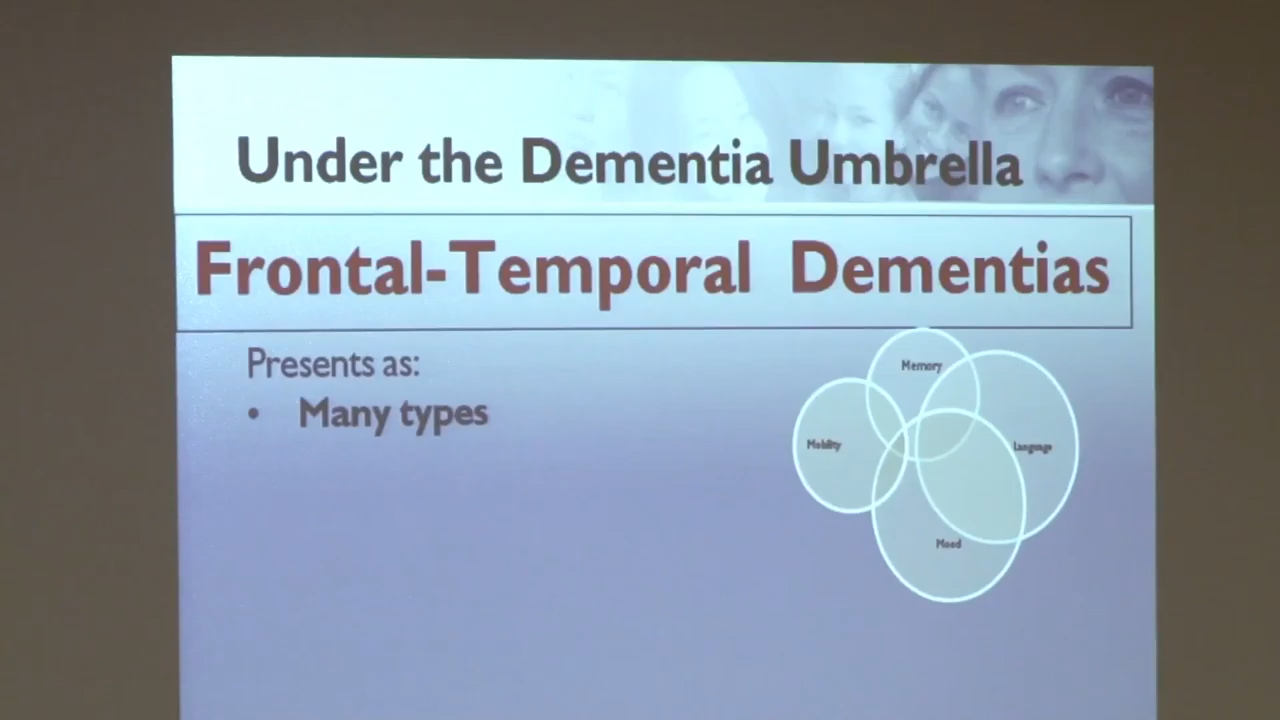 Under the Dementia Umbrella
Frontal-Temporal Dementias
Presents as:
• Many types
Memory
Mobility
Language
Mood